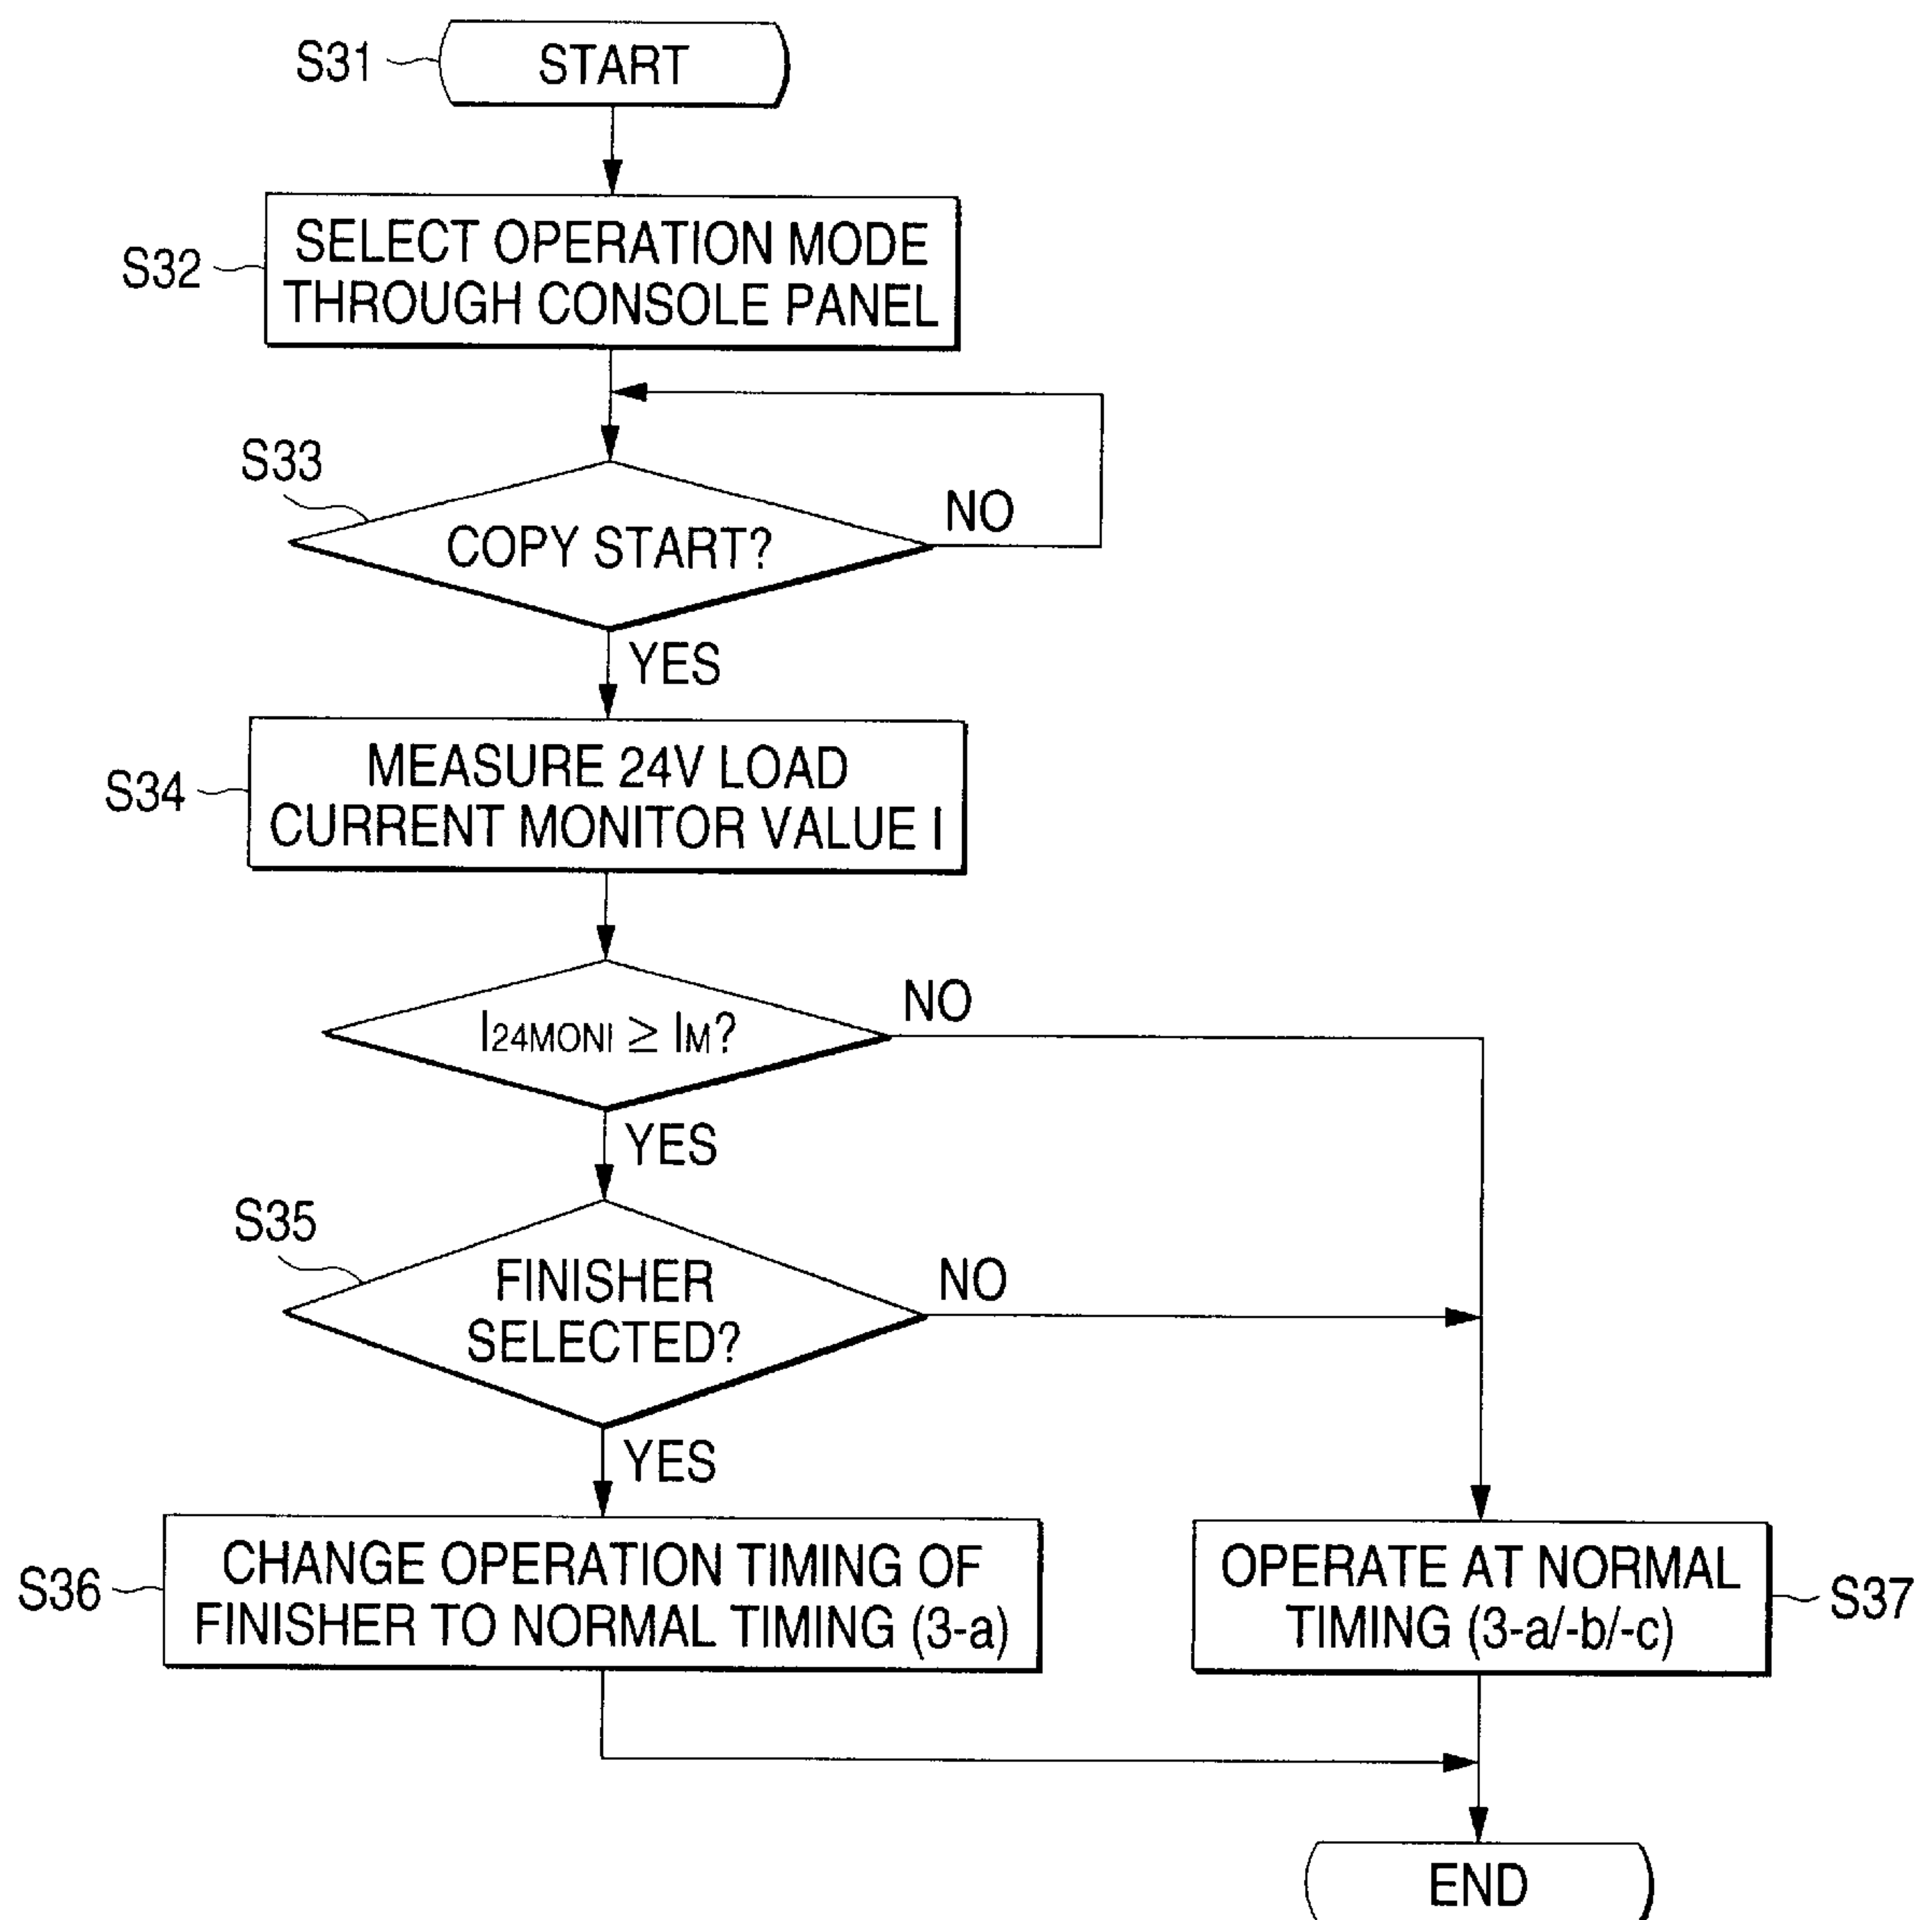 S31
START
S32
SELECT OPERATION MODE
THROUGH CONSOLE PANEL
S33
COPY START?
NO
YES
S34
MEASURE 24V LOAD
CURRENT MONITOR VALUE I
I24MONI ≥ IM?
NO
YES
S35
FINISHER
SELECTED?
NO
YES
S36
CHANGE OPERATION TIMING OF
FINISHER TO NORMAL TIMING (3-a)
OPERATE AT NORMAL
TIMING (3-a/-b/-c)
S37
END